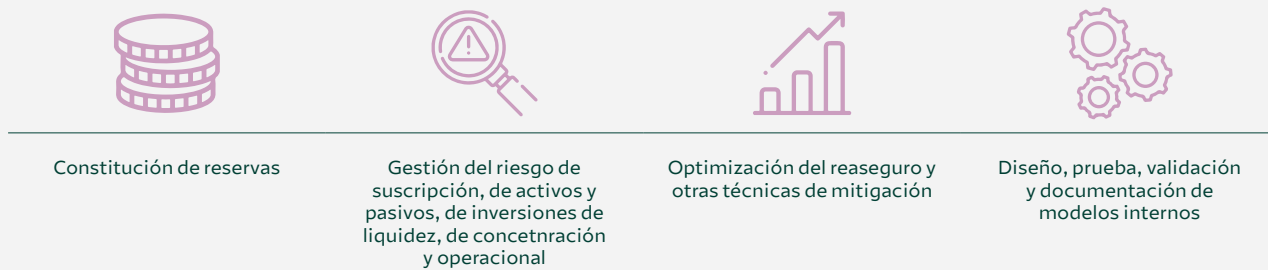 Constitución de reservas
Gestión del riesgo de
suscripción, de activos y
pasivos, de inversiones de
liquidez, de concetnración
y operacional
Optimización del reaseguro y
otras técnicas de mitigación
Diseño, prueba, validación
y documentación de
modelos internos